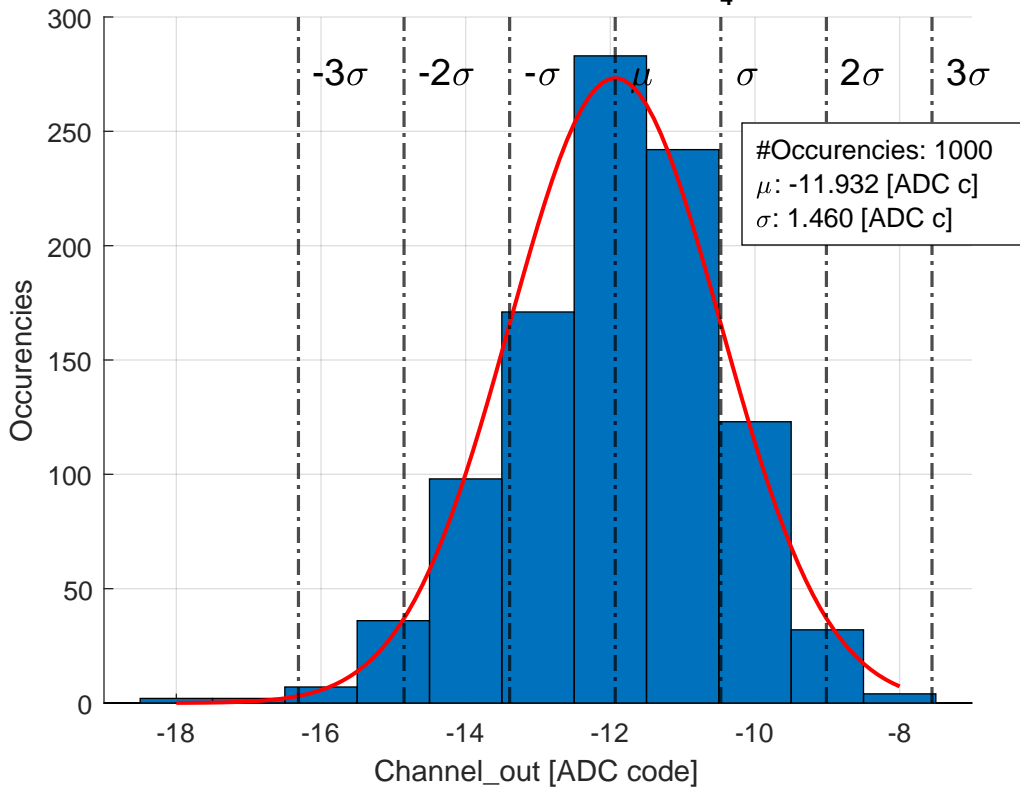 4
300
-3σ -2σ -σ μ σ 2σ 3σ
250
#Occurencies: 1000
μ: -11.932 [ADC c]
σ: 1.460 [ADC c]
200
Occurencies
150
100
50
0
-18 -16 -14 -12 -10 -8
Channel_out [ADC code]